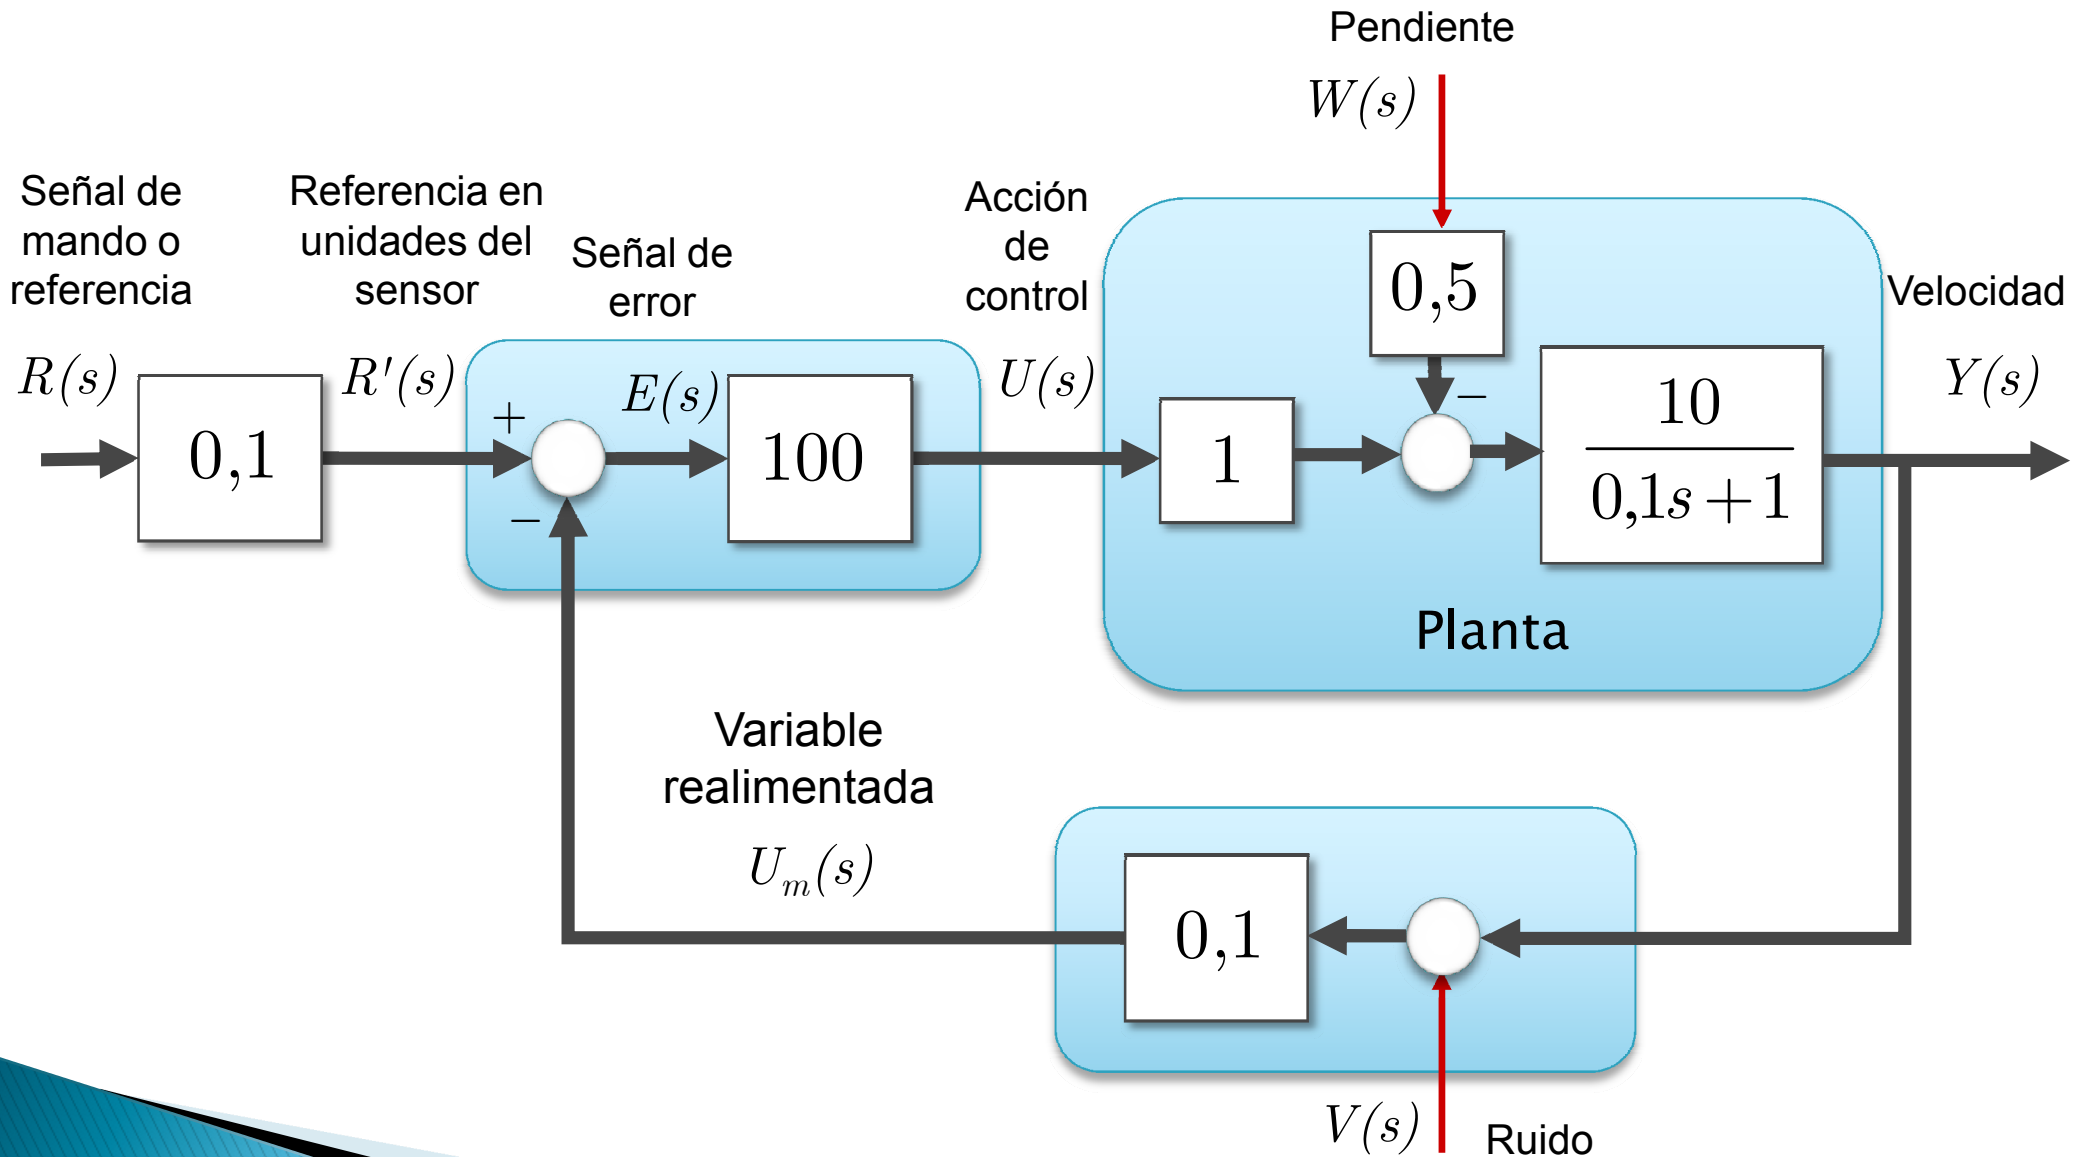 Pendiente
W(s)
Señal de
mando o
referencia
Referencia en
unidades del
sensor
Señal de
error
Acción
de
control
0,5
Velocidad
R(s)
0,1
R'(s)
+
−
E(s)
100
U(s)
1
−
10
0,1s + 1
Y(s)
Planta
Variable
realimentada
U_m(s)
0,1
V(s)
Ruido